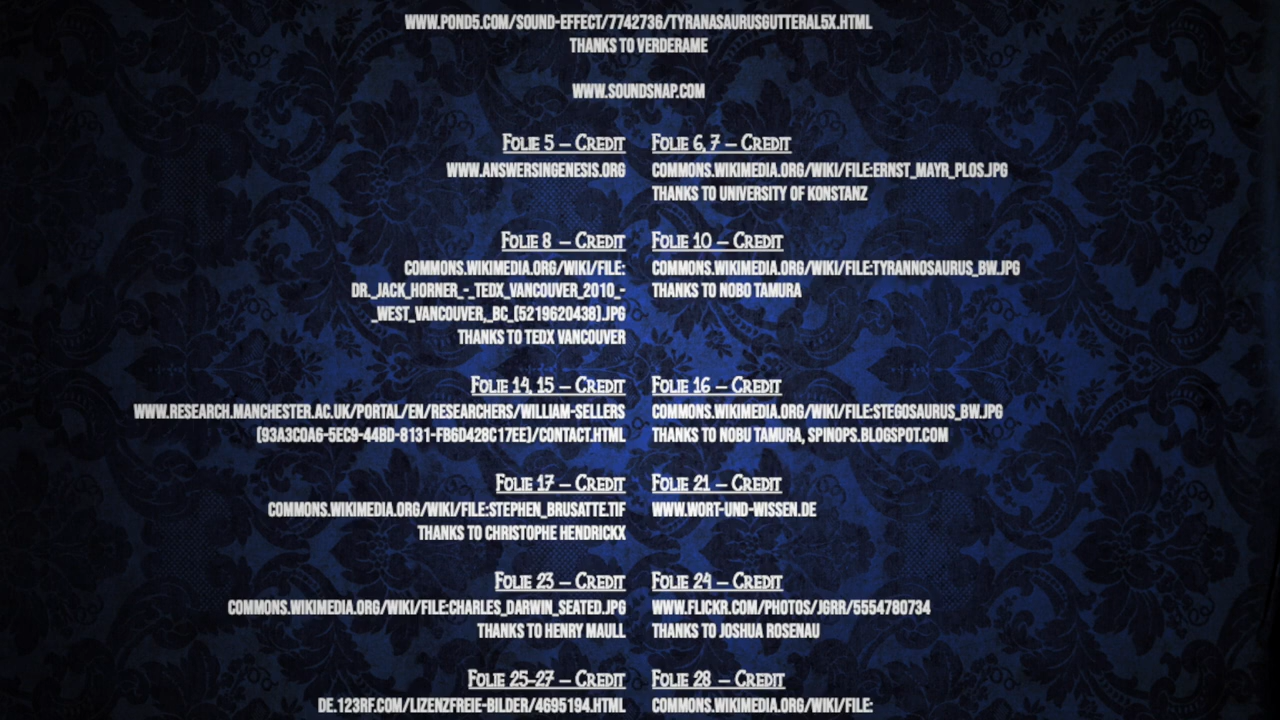 WWW.POND5.COM/SOUND-EFFECT/7742736/TYRANASAURUSGUTTERAL5X.HTML
THANKS TO VERDERAME
WWW.SOUNDSNAP.COM
FOLIE 5 – CREDIT
WWW.ANSWERSINGENESIS.ORG
FOLIE 6, 7 – CREDIT
COMMONS.WIKIMEDIA.ORG/WIKI/FILE:ERNST_MAYR_PLOS.JPG
THANKS TO UNIVERSITY OF KONSTANZ
FOLIE 8 – CREDIT
COMMONS.WIKIMEDIA.ORG/WIKI/FILE:
DR._JACK_HORNER_-_TEDX_VANCOUVER_2010_-
_WEST_VANCOUVER,_BC_(5219620438).JPG
THANKS TO TEDX VANCOUVER
FOLIE 10 – CREDIT
COMMONS.WIKIMEDIA.ORG/WIKI/FILE:TYRANNOSAURUS_BW.JPG
THANKS TO NOBO TAMURA
FOLIE 14, 15 – CREDIT
WWW.RESEARCH.MANCHESTER.AC.UK/PORTAL/EN/RESEARCHERS/WILLIAM-SELLERS
(93A3C0A6-5EC9-44BD-8131-FB6D428C17EE)/CONTACT.HTML
FOLIE 16 – CREDIT
COMMONS.WIKIMEDIA.ORG/WIKI/FILE:STEGOSAURUS_BW.JPG
THANKS TO NOBU TAMURA, SPINOPS.BLOGSPOT.COM
FOLIE 17 – CREDIT
COMMONS.WIKIMEDIA.ORG/WIKI/FILE:STEPHEN_BRUSATTE.TIF
THANKS TO CHRISTOPHE HENDRICKX
FOLIE 21 – CREDIT
WWW.WORT-UND-WISSEN.DE
FOLIE 23 – CREDIT
COMMONS.WIKIMEDIA.ORG/WIKI/FILE:CHARLES_DARWIN_SEATED.JPG
THANKS TO HENRY MAULL
FOLIE 24 – CREDIT
WWW.FLICKR.COM/PHOTOS/JGRR/5554780734
THANKS TO JOSHUA ROSENAU
FOLIE 25-27 – CREDIT
DE.123RF.COM/LIZENZFREIE-BILDER/4695194.HTML
FOLIE 28 – CREDIT
COMMONS.WIKIMEDIA.ORG/WIKI/FILE: